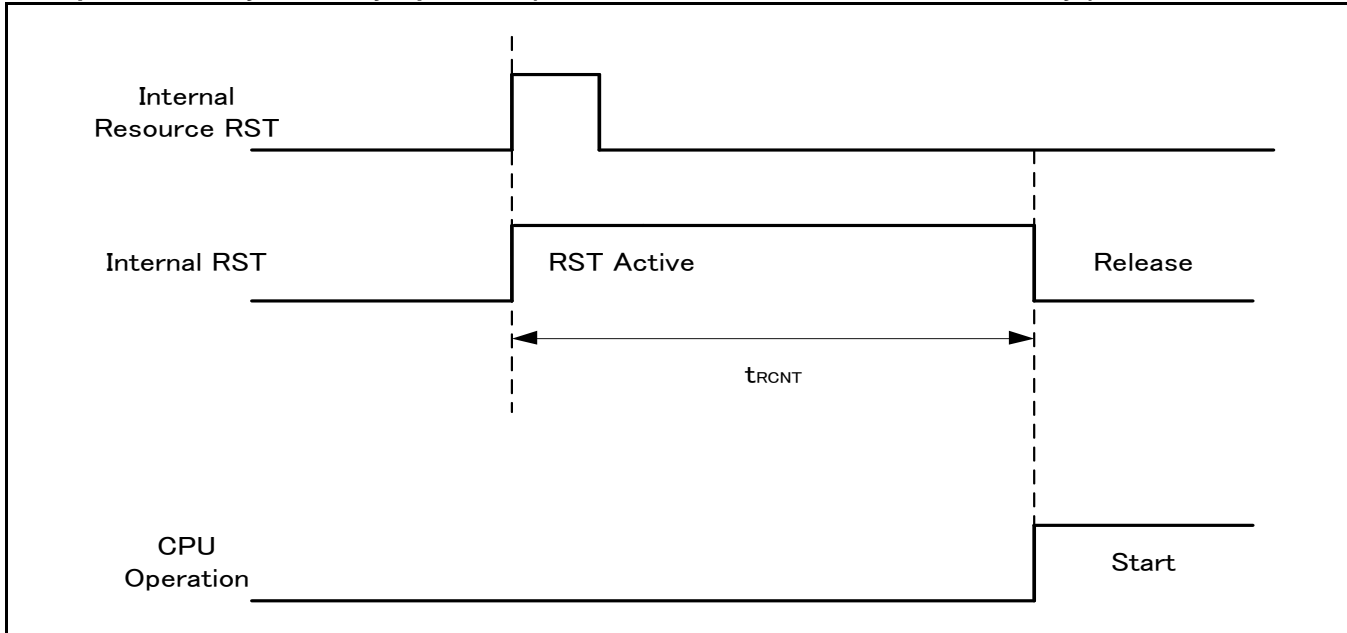 Internal
Resource RST
Internal RST
RST Active
Release
tRCNT
CPU
Operation
Start